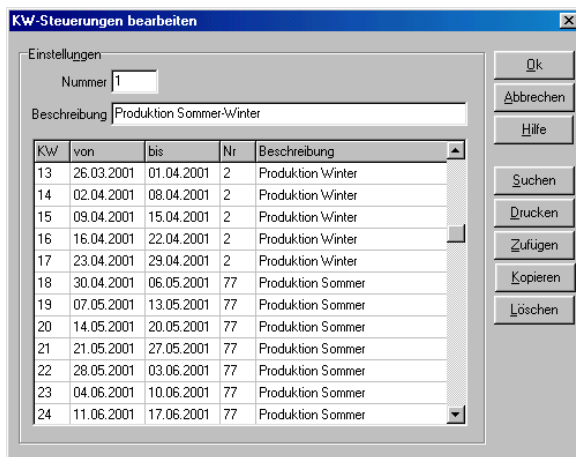 KW-Steuerungen bearbeiten
Einstellungen
Nummer 1
Beschreibung Produktion Sommer-Winter
KW von bis Nr Beschreibung
13 26.03.2001 01.04.2001 2 Produktion Winter
14 02.04.2001 08.04.2001 2 Produktion Winter
15 09.04.2001 15.04.2001 2 Produktion Winter
16 16.04.2001 22.04.2001 2 Produktion Winter
17 23.04.2001 29.04.2001 2 Produktion Winter
18 30.04.2001 06.05.2001 77 Produktion Sommer
19 07.05.2001 13.05.2001 77 Produktion Sommer
20 14.05.2001 20.05.2001 77 Produktion Sommer
21 21.05.2001 27.05.2001 77 Produktion Sommer
22 28.05.2001 03.06.2001 77 Produktion Sommer
23 04.06.2001 10.06.2001 77 Produktion Sommer
24 11.06.2001 17.06.2001 77 Produktion Sommer
Ok
Abbrechen
Hilfe
Suchen
Drucken
Zufügen
Kopieren
Löschen